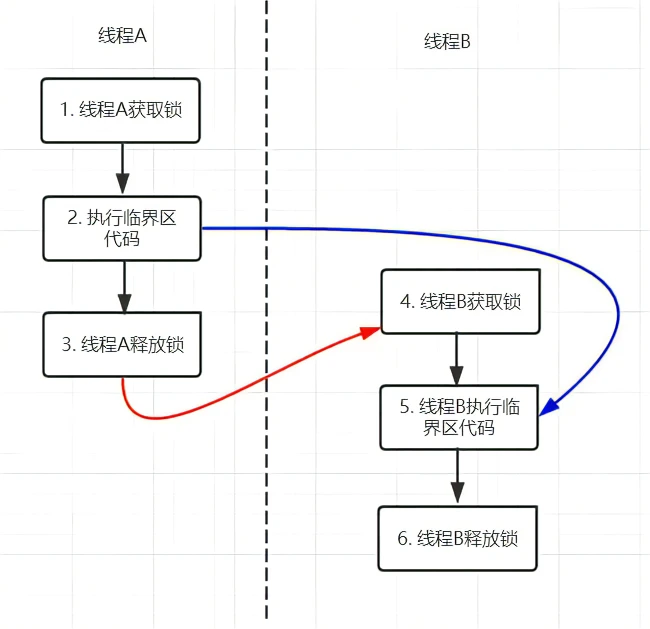 线程A
线程B
1. 线程A获取锁
2. 执行临界区
代码
3. 线程A释放锁
4. 线程B获取锁
5. 线程B执行临
界区代码
6. 线程B释放锁